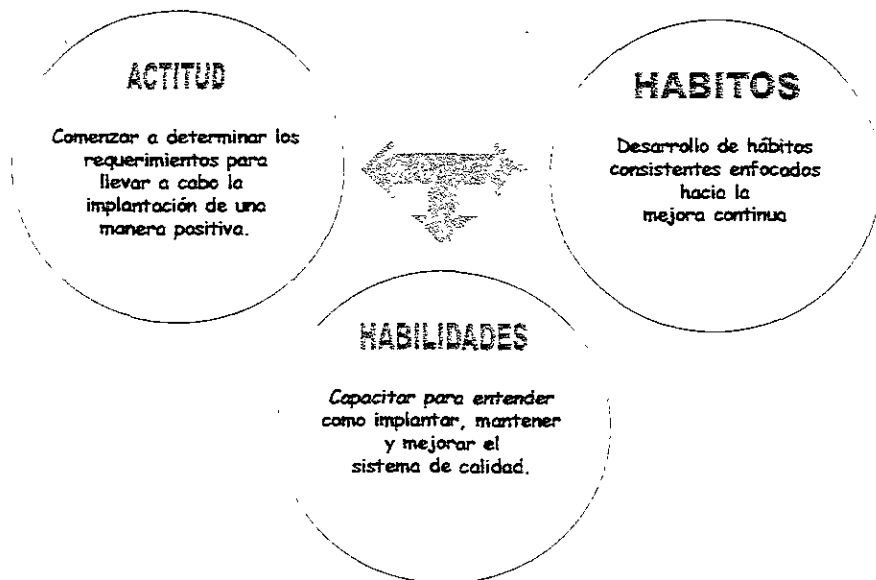 ACTITUD
Comenzar a determinar los
requerimientos para
llevar a cabo la
implantación de una
manera positiva.
HABITOS
Desarrollo de hábitos
consistentes enfocados
hacia la
mejora continua
HABILIDADES
Capacitar para entender
como implantar, mantener
y mejorar el
sistema de calidad.